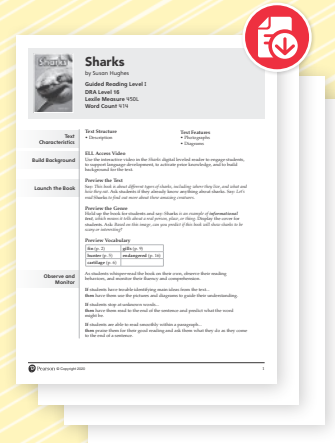 Sharks
Sharks
by Susan Hughes
Guided Reading Level I
DRA Level 16
Lexile Measure 450L
Word Count 414
Text
Characteristics
Text Structure
• Description
Text Features
• Photographs
• Diagrams
Build Background
ELL Access Video
Use the interactive video in the Sharks digital leveled reader to engage students,
to support language development, to activate prior knowledge, and to build
background for the text.
Launch the Book
Preview the Text
Say: This book is about different types of sharks, including where they live, and what and
how they eat. Ask students if they already know anything about sharks. Say: Let's
read Sharks to find out more about these amazing creatures.
Preview the Genre
Hold up the book for students and say: Sharks is an example of informational
text, which means it tells about a real person, place, or thing. Display the cover for
students. Ask: Based on this image, can you predict if this book will show sharks to be
scary or interesting?
Preview Vocabulary
fin (p. 2) gills (p. 9)
hunter (p. 5) endangered (p. 16)
cartilage (p. 6)
Observe and
Monitor
As students whisper-read the book on their own, observe their reading
behaviors, and monitor their fluency and comprehension.
If students have trouble identifying main ideas from the text...
then have them use the pictures and diagrams to guide their understanding.
If students stop at unknown words...
then have them read to the end of the sentence and predict what the word
might be.
If students are able to read smoothly within a paragraph...
then praise them for their good reading and ask them what they do as they come
to the end of a sentence.
Pearson © Copyright 2020
1